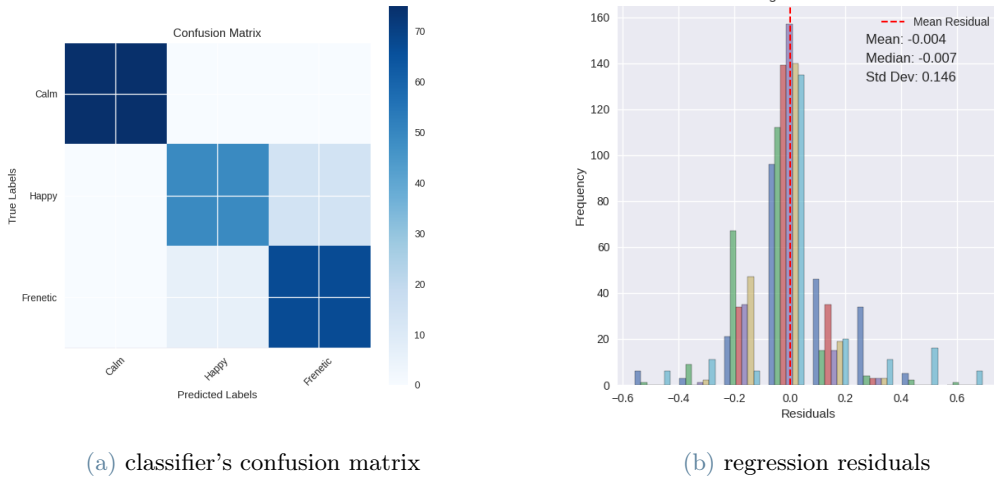 Confusion Matrix
True Labels
Calm
Happy
Frenetic
Calm
Happy
Frenetic
Predicted Labels
70
60
50
40
30
20
10
0
Mean Residual
Mean: -0.004
Median: -0.007
Std Dev: 0.146
Frequency
160
140
120
100
80
60
40
20
0
−0.6 −0.4 −0.2 0.0 0.2 0.4 0.6
Residuals
(a) classifier's confusion matrix
(b) regression residuals